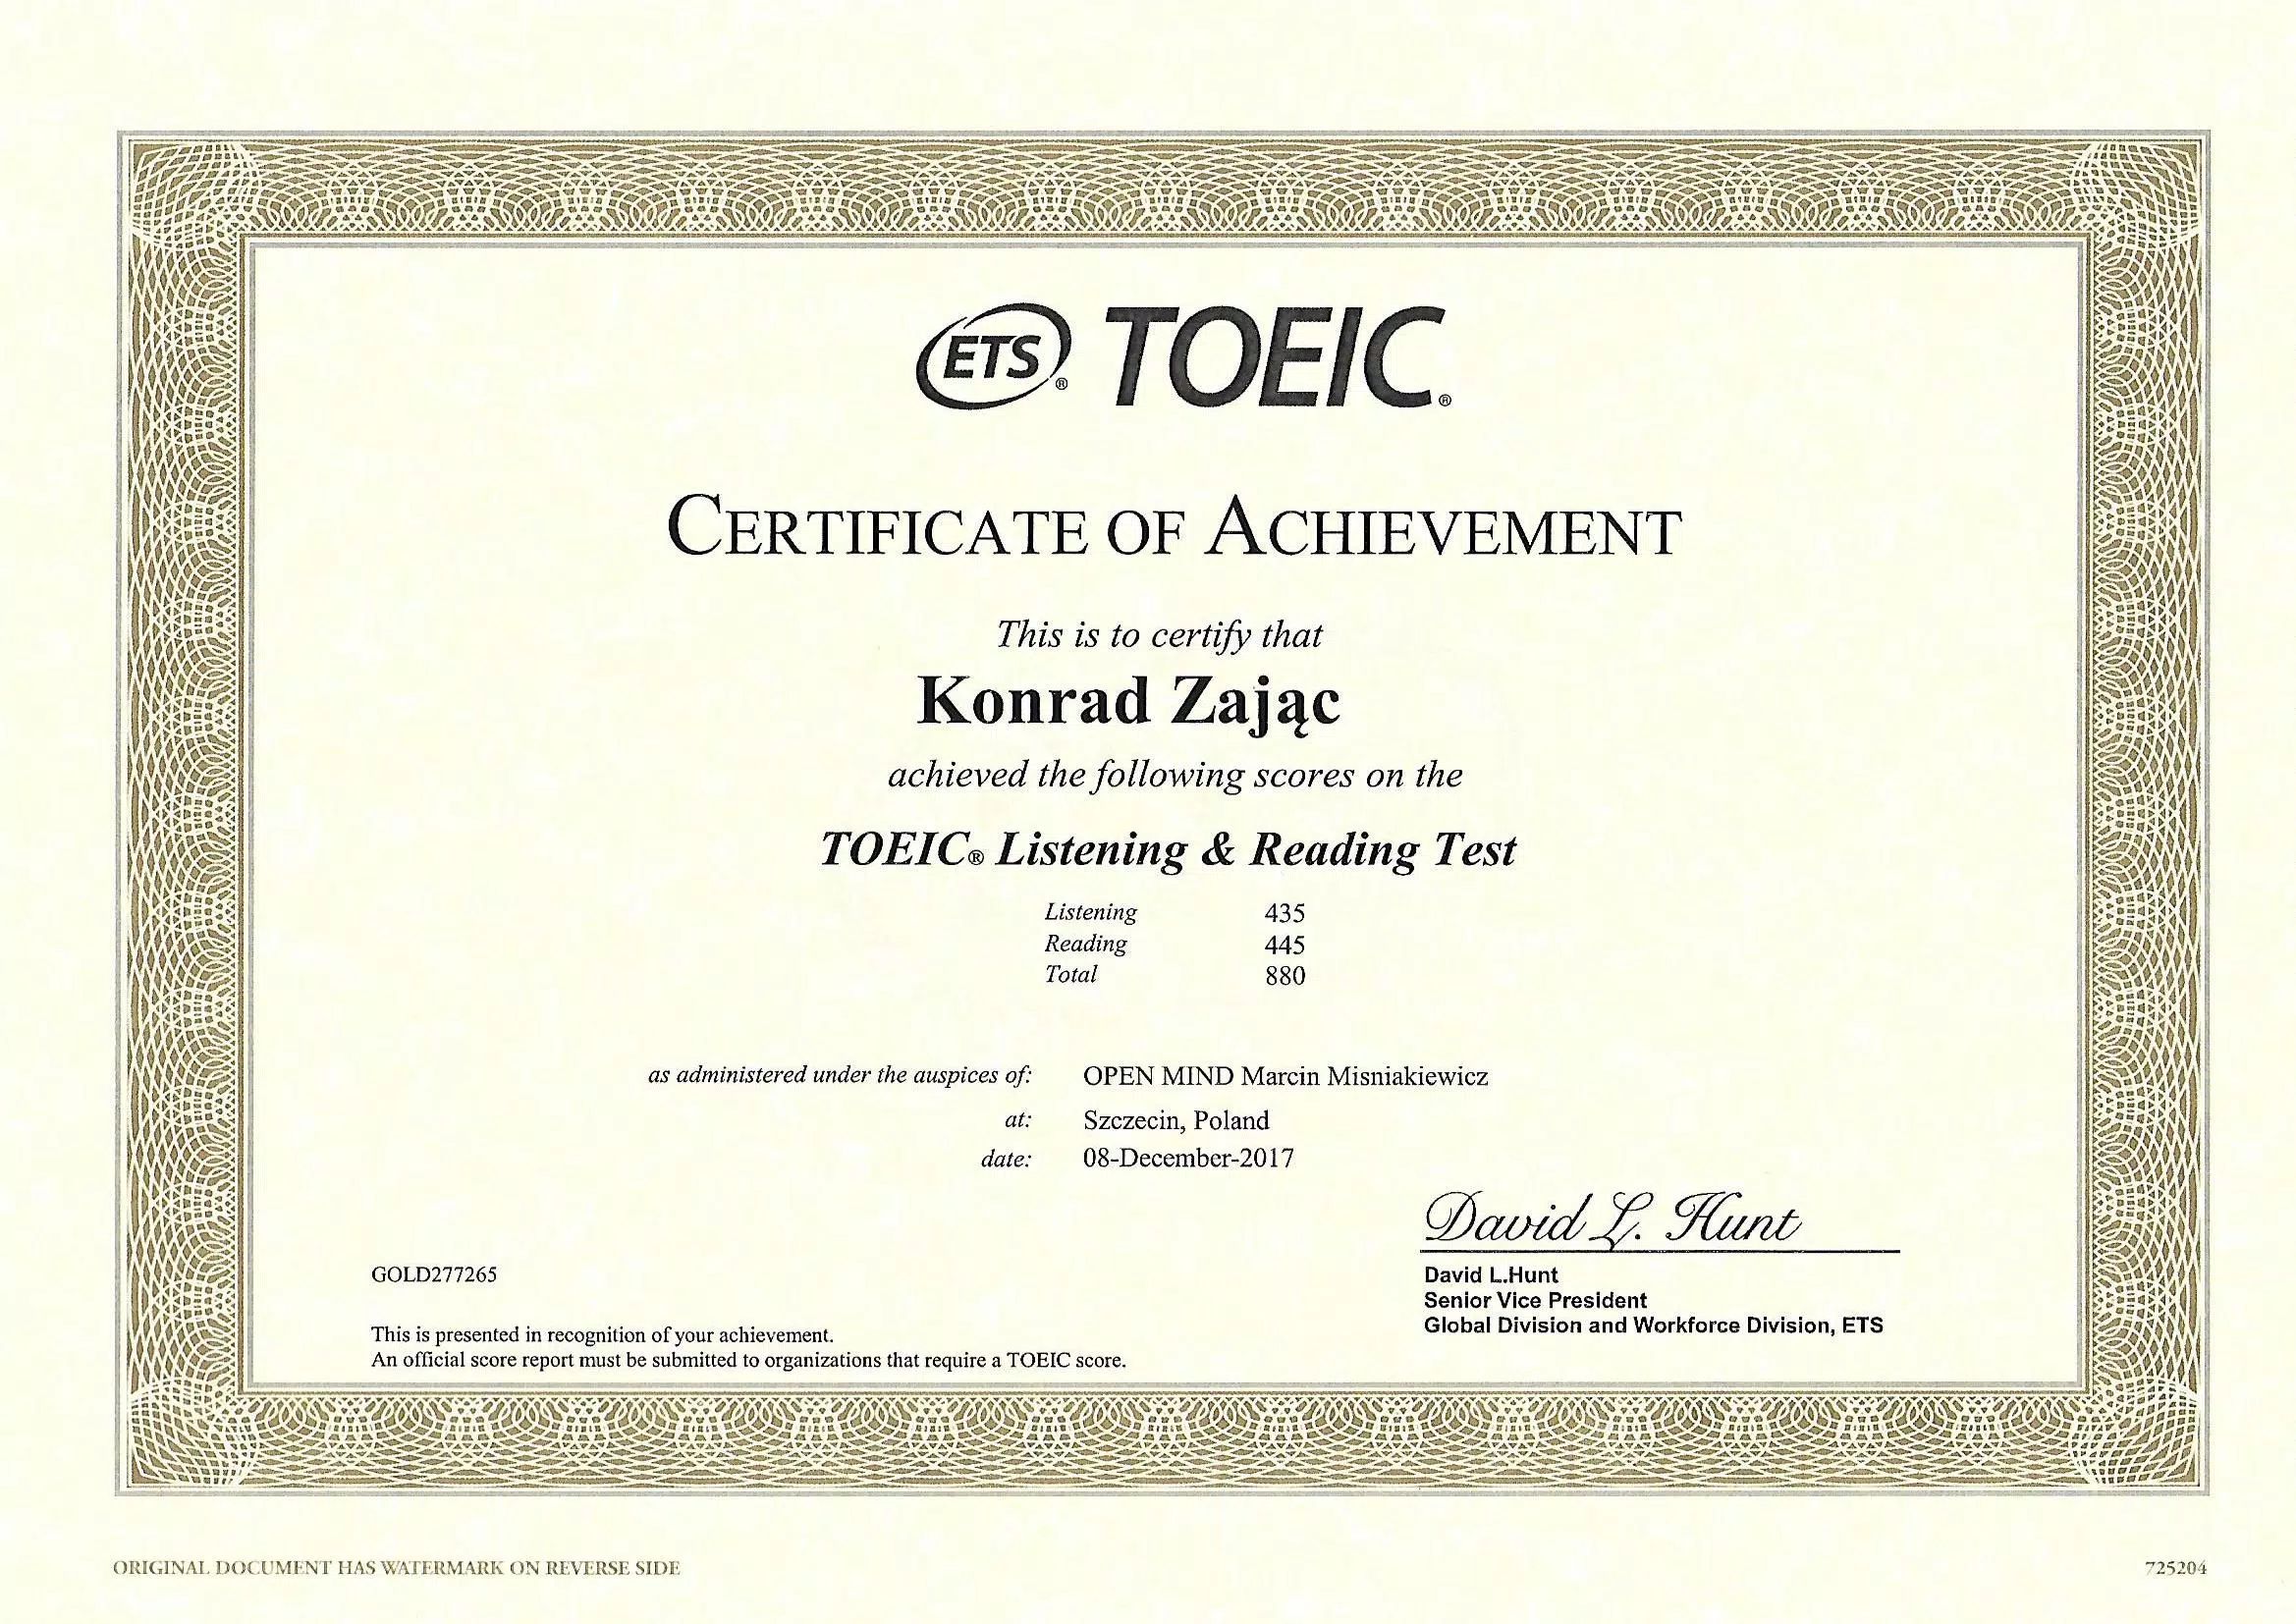 ETS® TOEIC®
CERTIFICATE OF ACHIEVEMENT
This is to certify that
Konrad Zając
achieved the following scores on the
TOEIC® Listening & Reading Test
Listening 435
Reading 445
Total 880
as administered under the auspices of: OPEN MIND Marcin Misniakiewicz
at: Szczecin, Poland
date: 08-December-2017
David L. Hunt
GOLD277265
David L.Hunt
Senior Vice President
Global Division and Workforce Division, ETS
This is presented in recognition of your achievement.
An official score report must be submitted to organizations that require a TOEIC score.
ORIGINAL DOCUMENT HAS WATERMARK ON REVERSE SIDE
725204